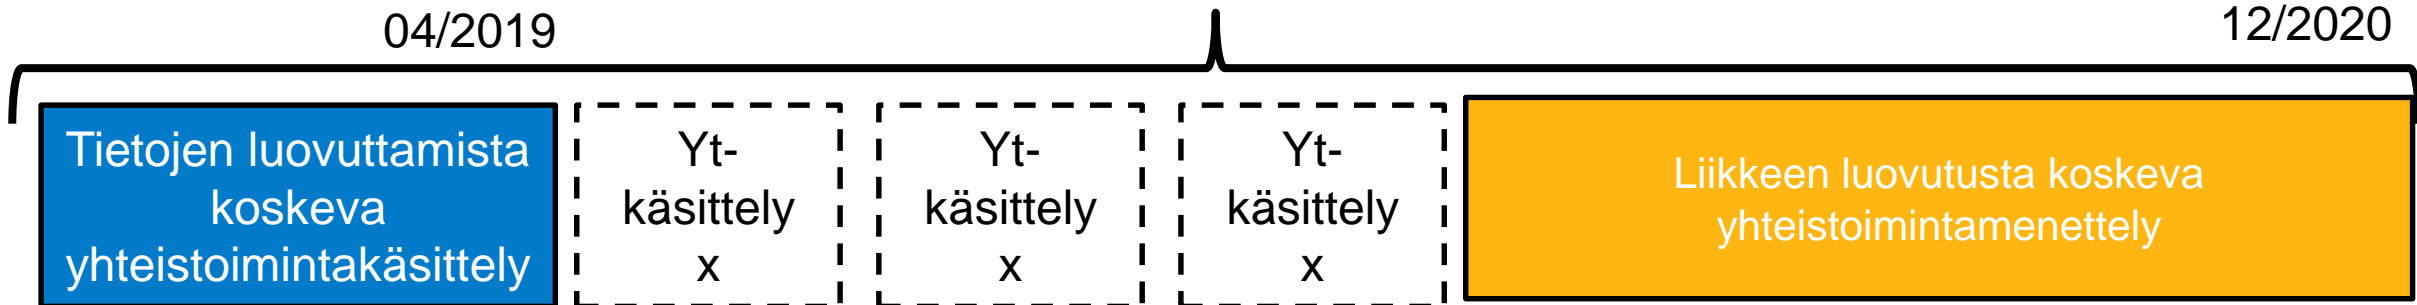 04/2019
12/2020
Tietojen luovuttamista
koskeva
yhteistoimintakäsittely
Yt-
käsittely
x
Yt-
käsittely
x
Yt-
käsittely
x
Liikkeen luovutusta koskeva
yhteistoimintamenettely